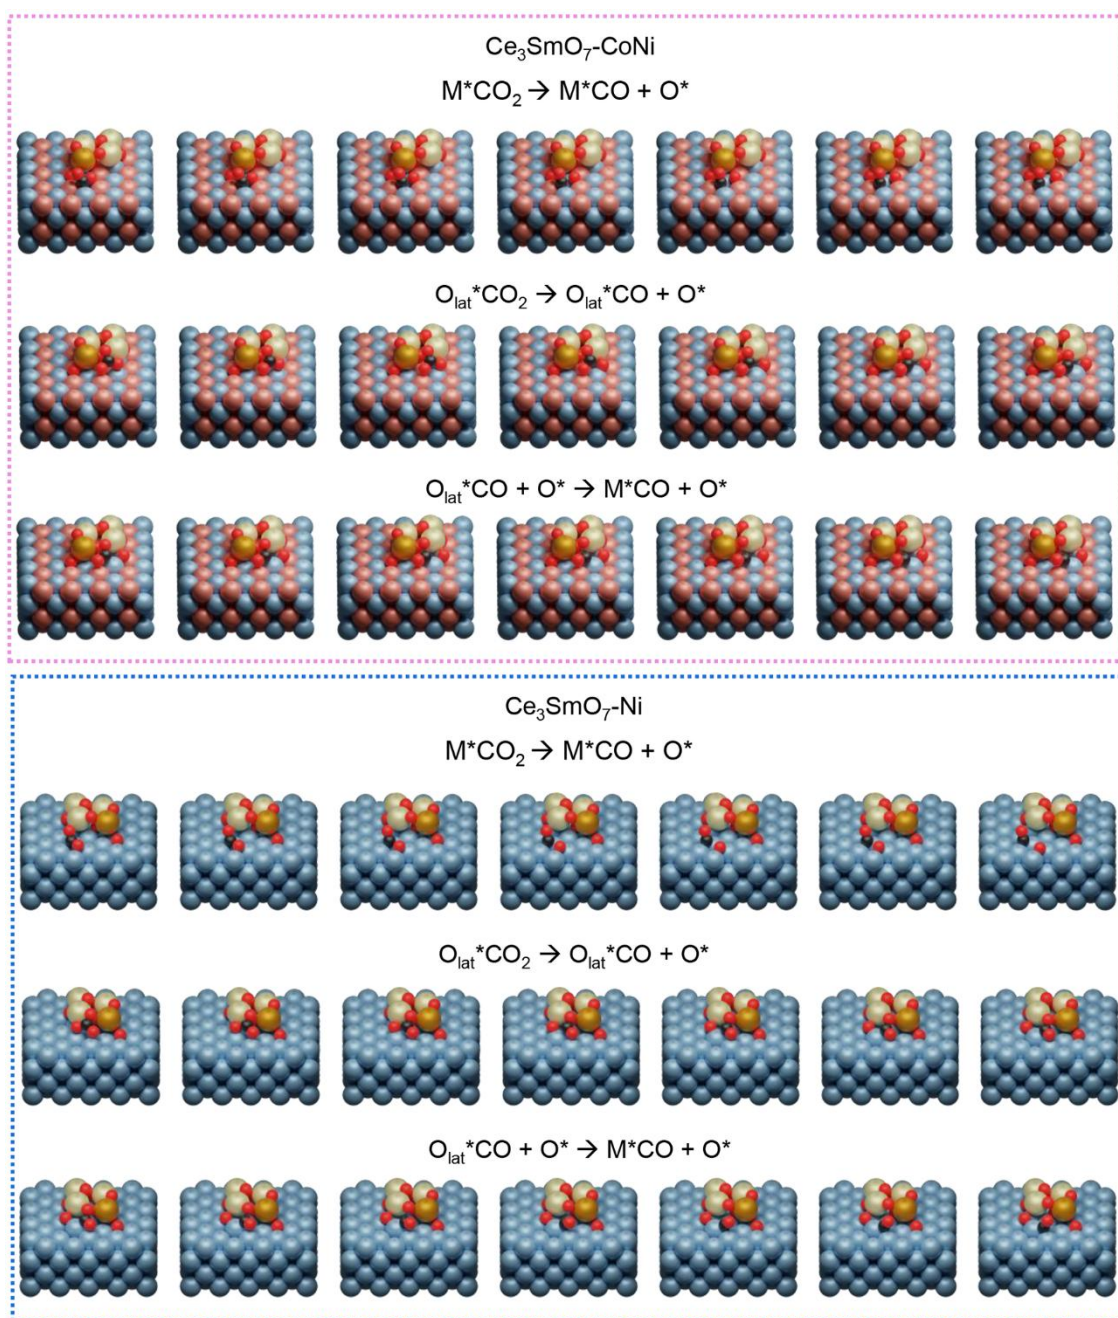 Ce₃SmO₇-CoNi
M*CO₂ → M*CO + O*
Oₗₐₜ*CO₂ → Oₗₐₜ*CO + O*
Oₗₐₜ*CO + O* → M*CO + O*
Ce₃SmO₇-Ni
M*CO₂ → M*CO + O*
Oₗₐₜ*CO₂ → Oₗₐₜ*CO + O*
Oₗₐₜ*CO + O* → M*CO + O*